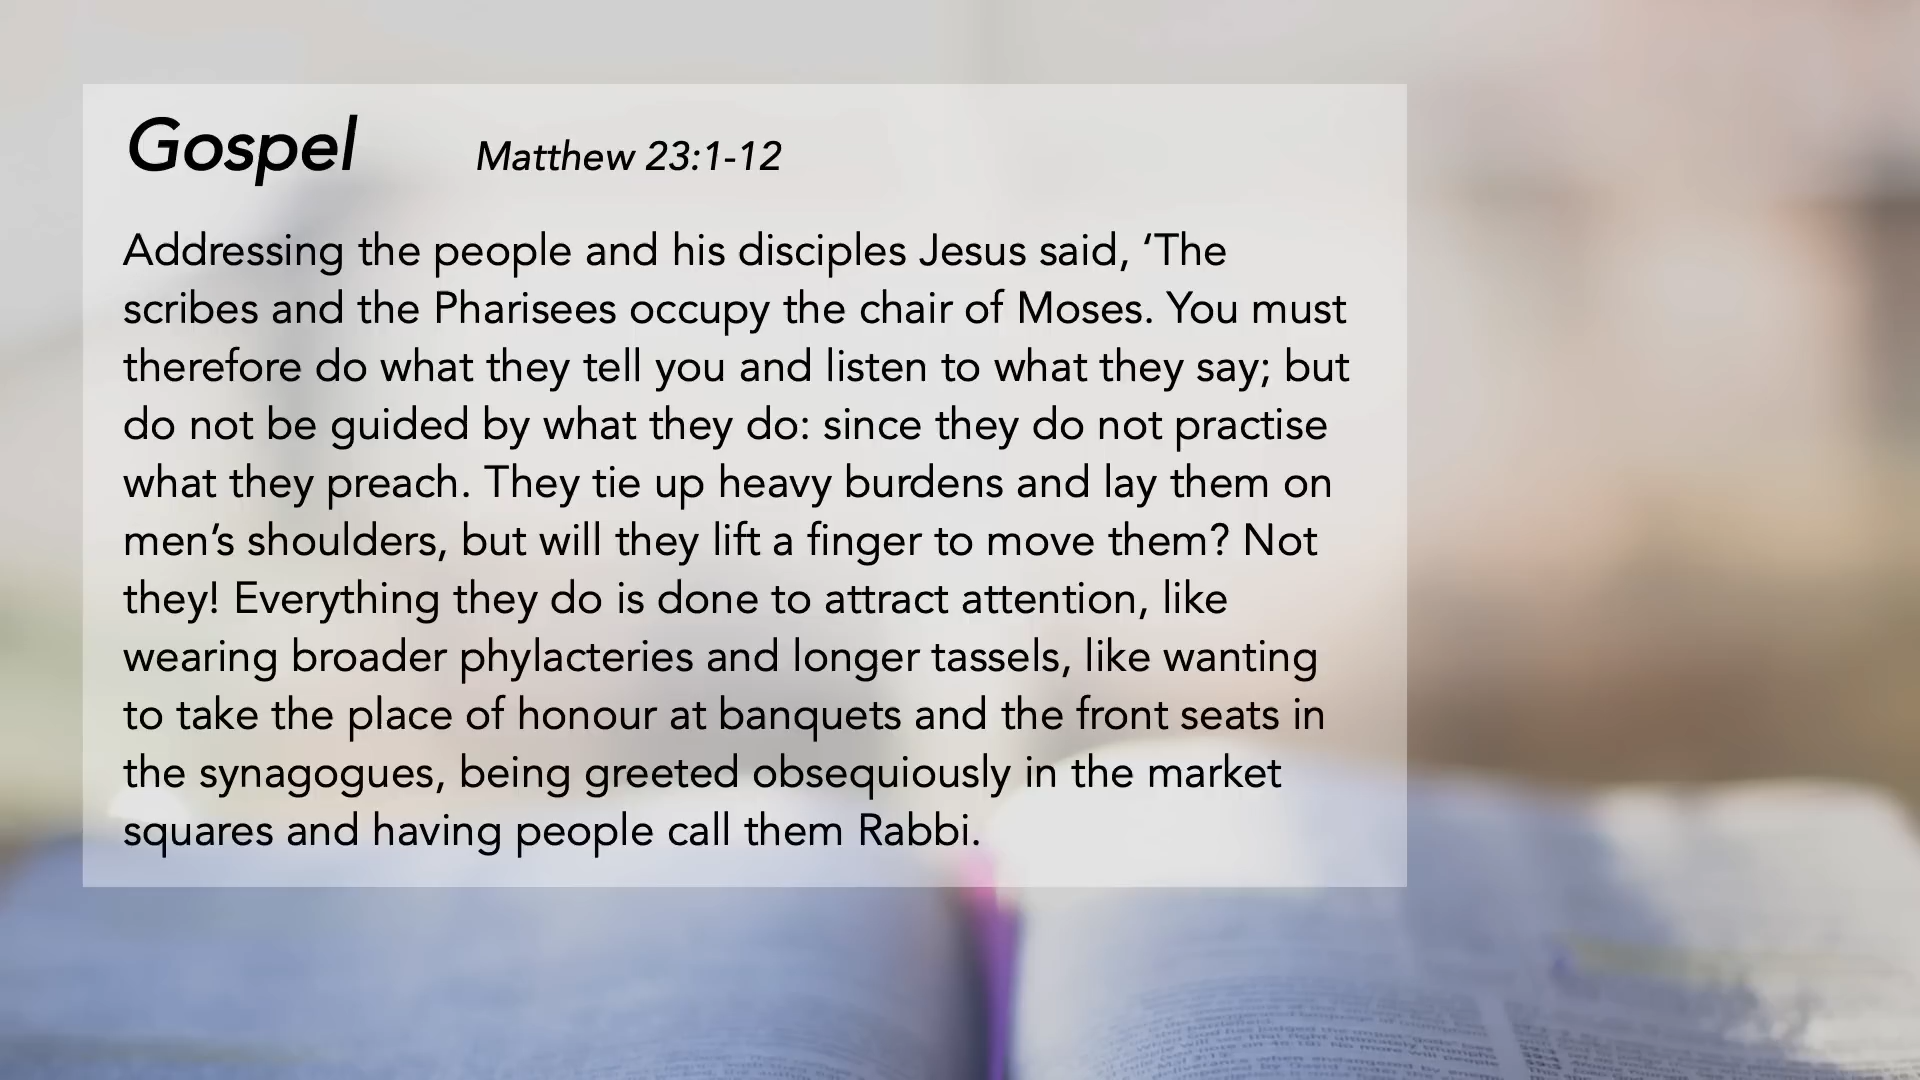 Gospel Matthew 23:1-12
Addressing the people and his disciples Jesus said, ‘The
scribes and the Pharisees occupy the chair of Moses. You must
therefore do what they tell you and listen to what they say; but
do not be guided by what they do: since they do not practise
what they preach. They tie up heavy burdens and lay them on
men’s shoulders, but will they lift a finger to move them? Not
they! Everything they do is done to attract attention, like
wearing broader phylacteries and longer tassels, like wanting
to take the place of honour at banquets and the front seats in
the synagogues, being greeted obsequiously in the market
squares and having people call them Rabbi.